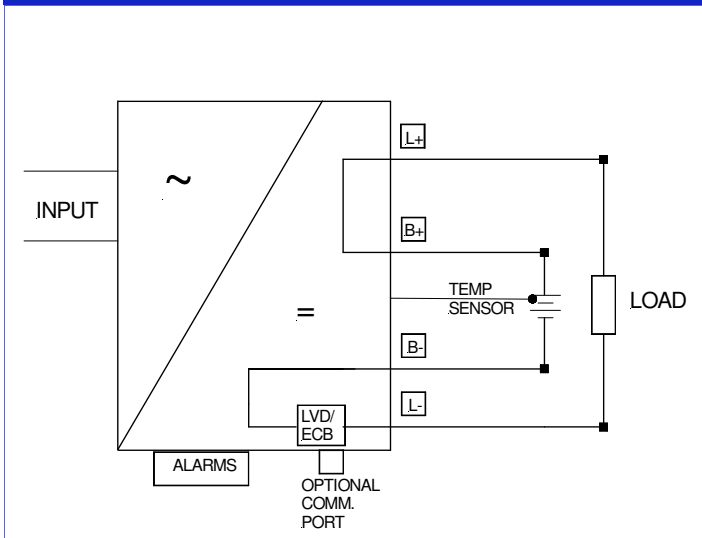 L+
~
INPUT
B+
TEMP
SENSOR
LOAD
=
B-
L-
LVD/
ECB
ALARMS
OPTIONAL
COMM.
PORT